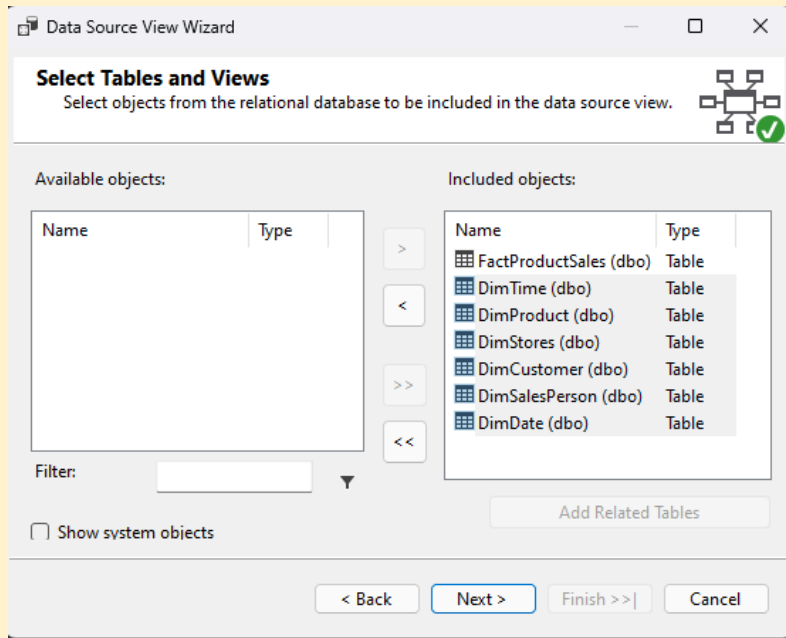 Data Source View Wizard
Select Tables and Views
Select objects from the relational database to be included in the data source view.
Available objects:
Name Type
>
<
>>
<<
Filter:
Show system objects
Included objects:
Name Type
FactProductSales (dbo) Table
DimTime (dbo) Table
DimProduct (dbo) Table
DimStores (dbo) Table
DimCustomer (dbo) Table
DimSalesPerson (dbo) Table
DimDate (dbo) Table
Add Related Tables
< Back Next > Finish >>| Cancel